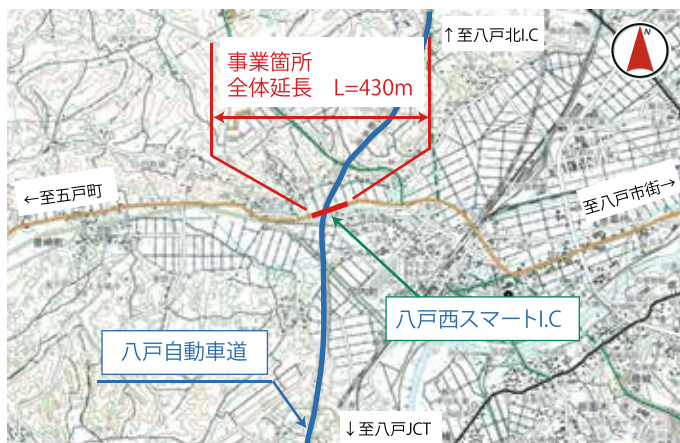 ↑至八戸北I.C
N
事業箇所
全体延長 L=430m
←至五戸町
至八戸市街→
八戸西スマートI.C
八戸自動車道
↓至八戸JCT